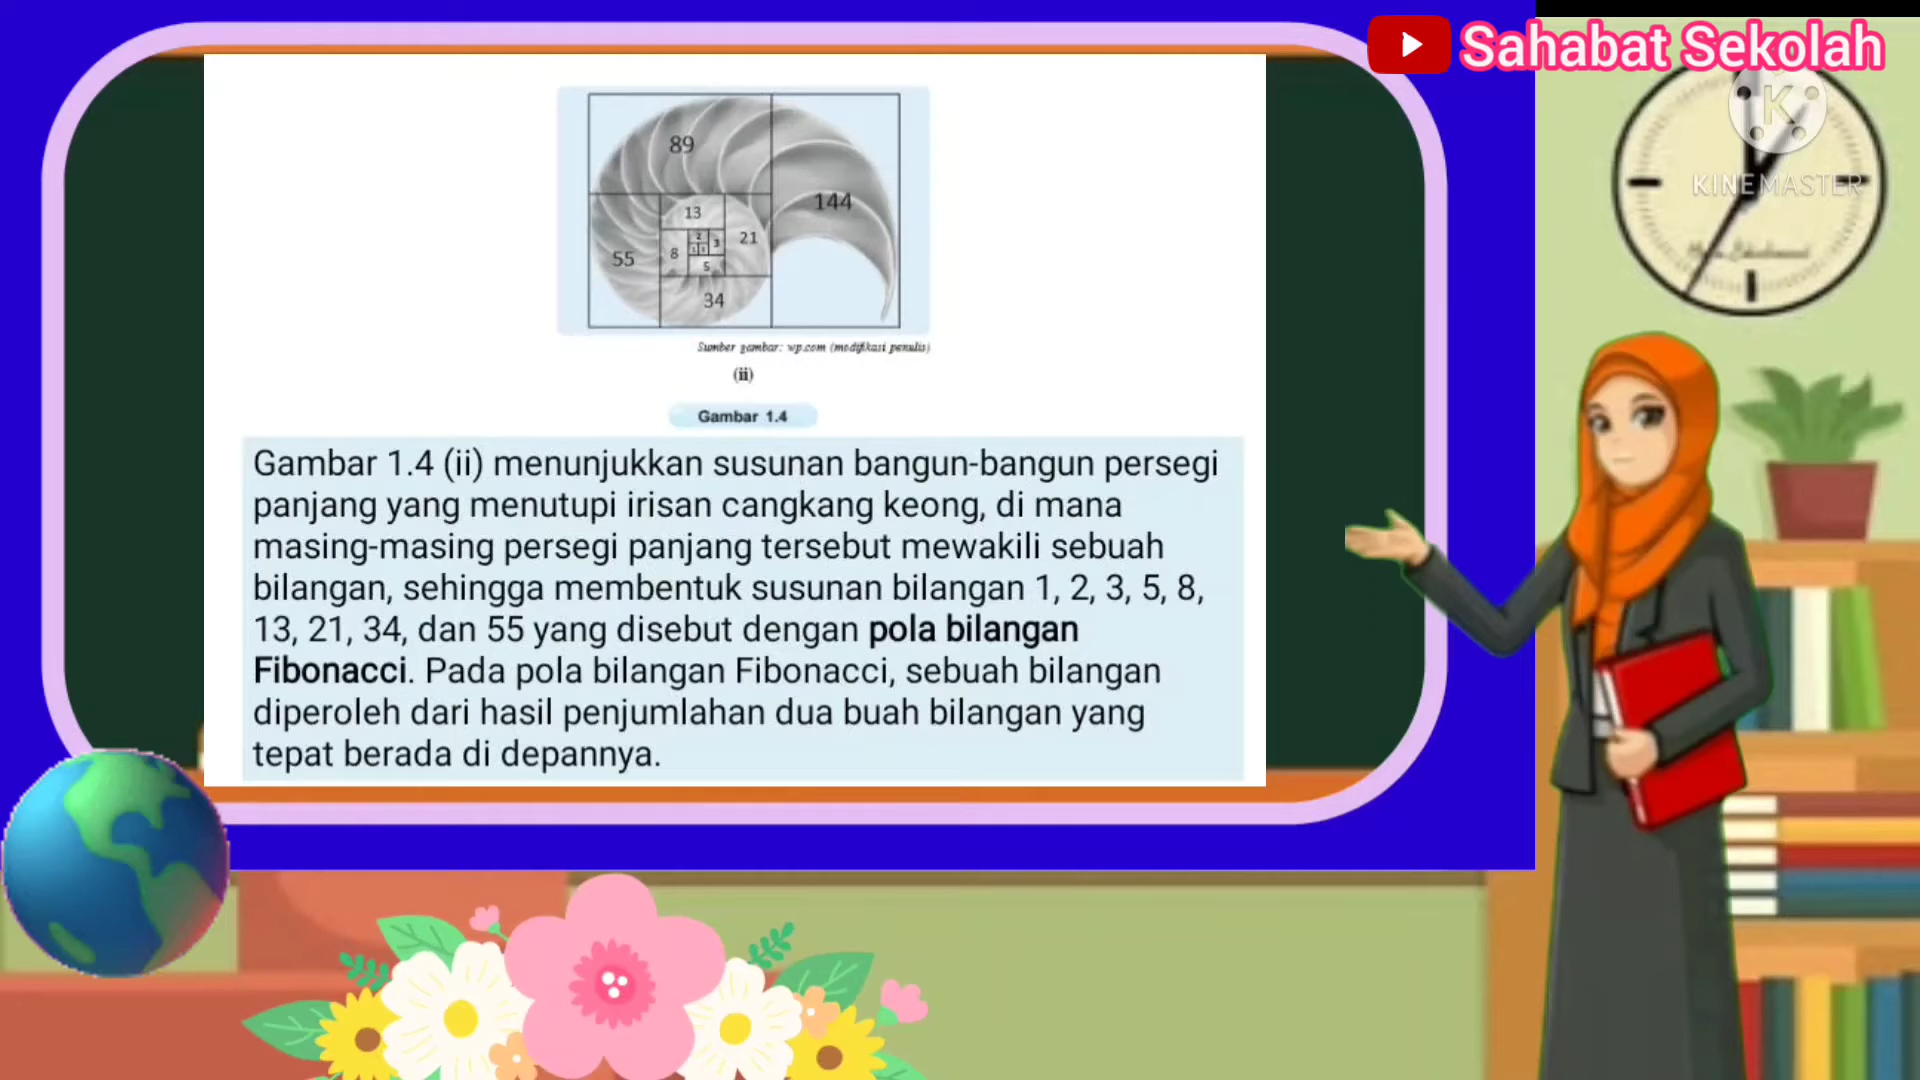 Sahabat Sekolah
KINEMASTER
89
144
13
21
2
3
1 1
8
55
5
34
Sumber gambar: wp.com (modifikasi penulis)
(ii)
Gambar 1.4
Gambar 1.4 (ii) menunjukkan susunan bangun-bangun persegi
panjang yang menutupi irisan cangkang keong, di mana
masing-masing persegi panjang tersebut mewakili sebuah
bilangan, sehingga membentuk susunan bilangan 1, 2, 3, 5, 8,
13, 21, 34, dan 55 yang disebut dengan pola bilangan
Fibonacci. Pada pola bilangan Fibonacci, sebuah bilangan
diperoleh dari hasil penjumlahan dua buah bilangan yang
tepat berada di depannya.